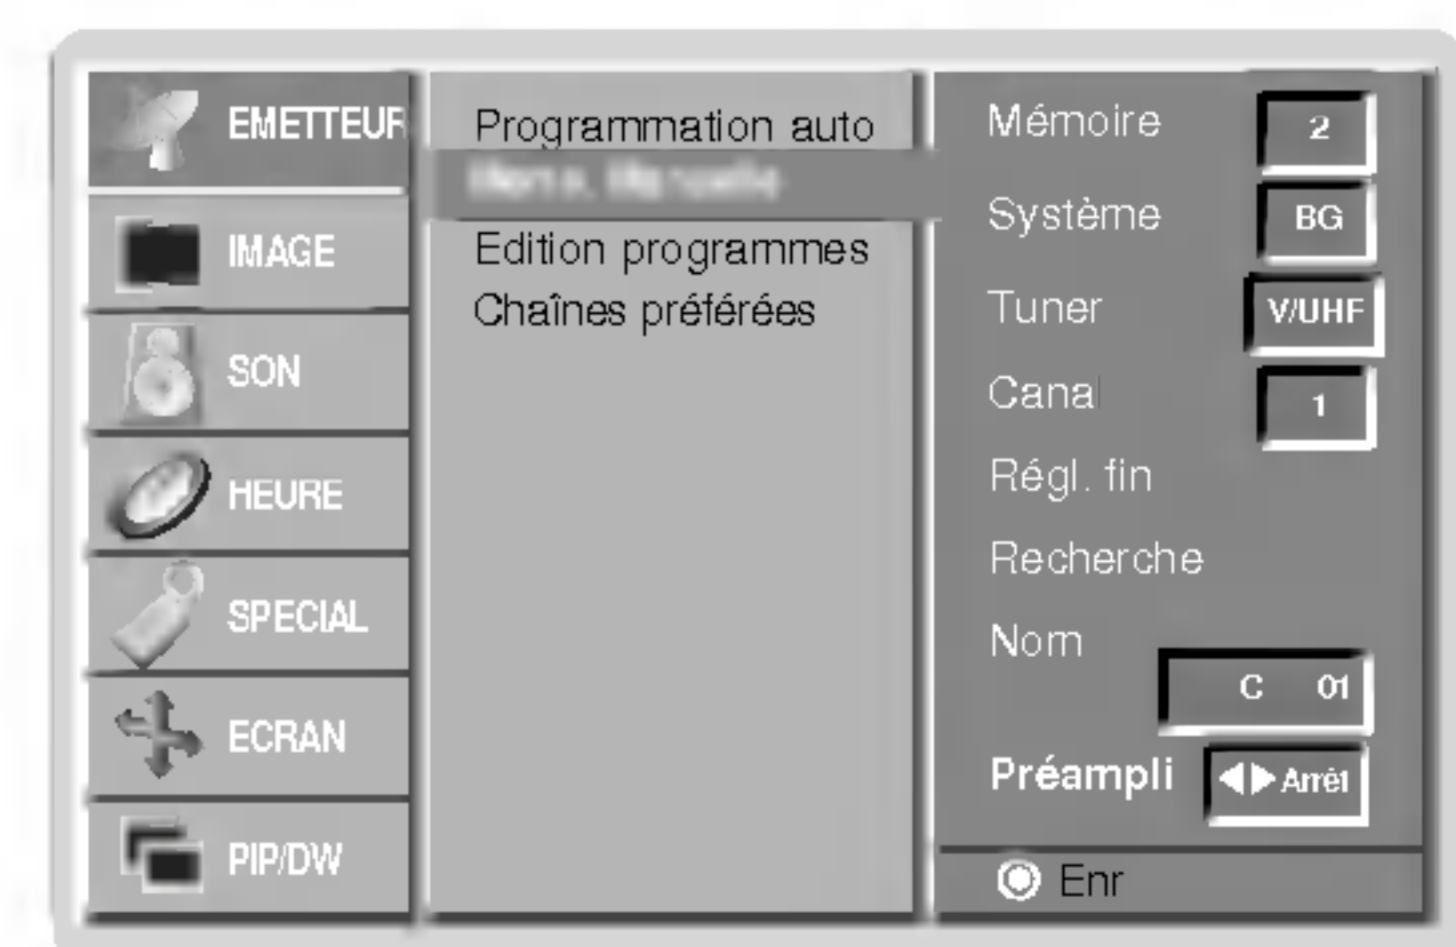 EMETTEUR
IMAGE
SON
HEURE
SPECIAL
ECRAN
PIP/DW
Programmation auto
Edition programmes
Chaînes préférées
Mémoire 2
Système BG
Tuner V/UHF
Canal 1
Régl. fin
Recherche
Nom
C 01
Préampli ◀▶ Arrêt
Enr